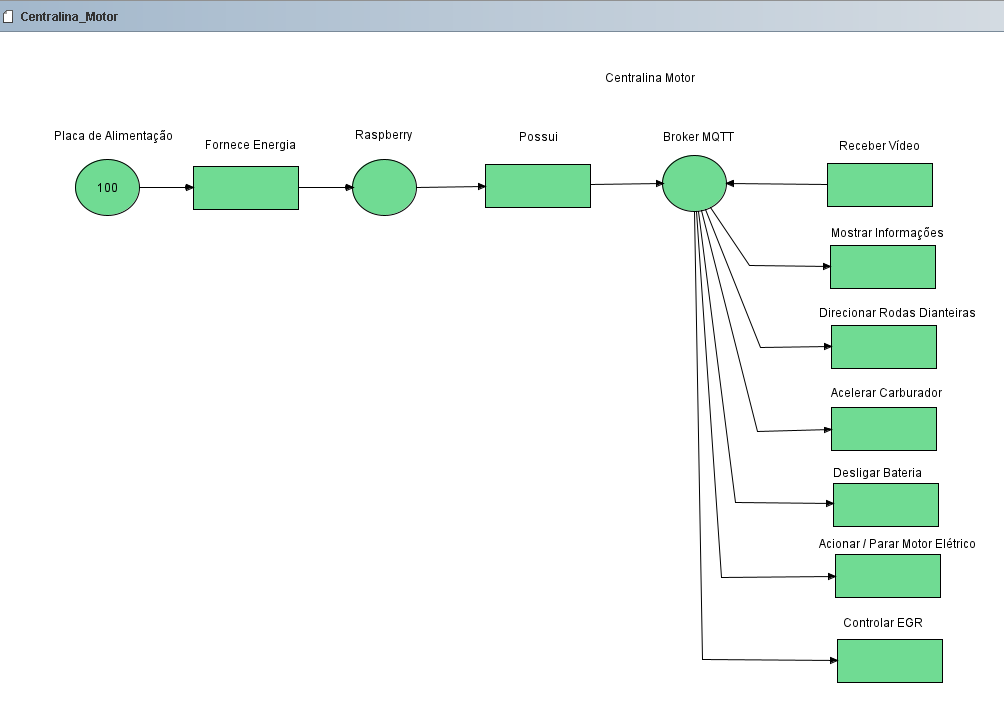 Centralina_Motor
Centralina Motor
Placa de Alimentação
Fornece Energia
Raspberry
Possui
Broker MQTT
Receber Vídeo
100
Mostrar Informações
Direcionar Rodas Dianteiras
Acelerar Carburador
Desligar Bateria
Acionar / Parar Motor Elétrico
Controlar EGR